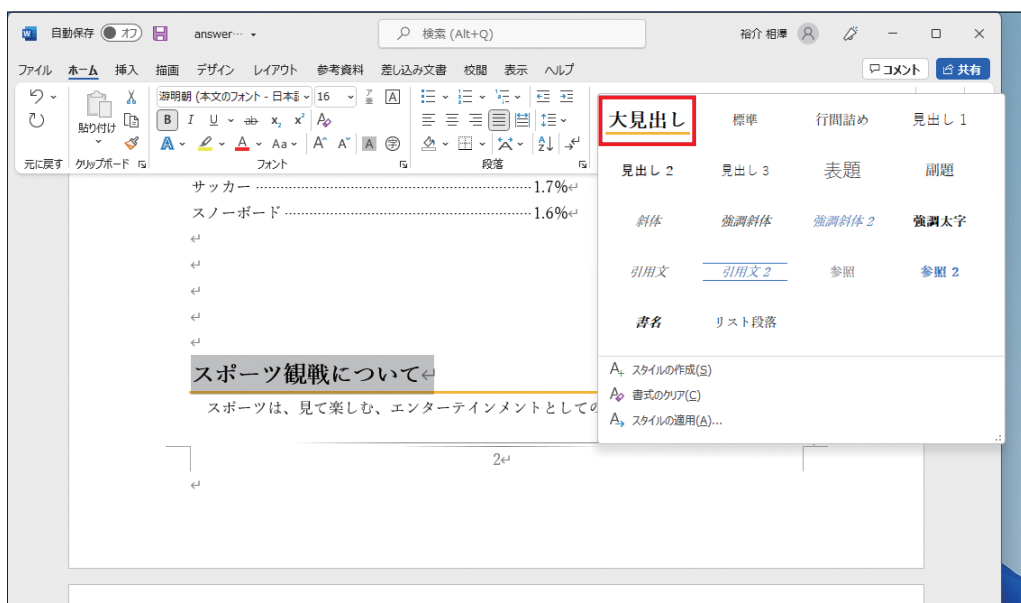 自動保存 オフ answer… 検索 (Alt+Q) 裕介 相澤
ファイル ホーム 挿入 描画 デザイン レイアウト 参考資料 差し込み文書 校閲 表示 ヘルプ コメント 共有
游明朝 (本文のフォント - 日本語 16 A
貼り付け B I U ab x₂ x² A
A A Aa A A A 字
元に戻す クリップボード フォント 段落
大見出し 標準 行間詰め 見出し 1
見出し 2 見出し 3 表題 副題
斜体 強調斜体 強調斜体 2 強調太字
引用文 引用文 2 参照 参照 2
書名 リスト段落
スタイルの作成(S)
書式のクリア(C)
スタイルの適用(A)...
サッカー ………………………………………… 1.7%↵
スノーボード ……………………………………… 1.6%↵
↵
↵
↵
↵
↵
スポーツ観戦について↵
スポーツは、見て楽しむ、エンターテインメントとしての
2↵
↵